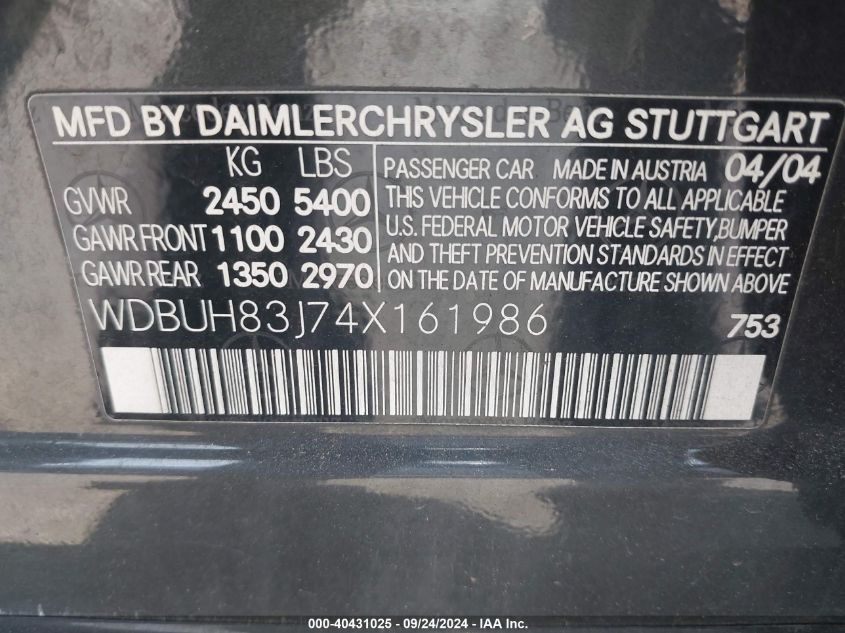 MFD BY DAIMLERCHRYSLER AG STUTTGART
KG LBS
GVWR 2450 5400
GAWR FRONT 1100 2430
GAWR REAR 1350 2970
PASSENGER CAR MADE IN AUSTRIA 04/04
THIS VEHICLE CONFORMS TO ALL APPLICABLE
U.S. FEDERAL MOTOR VEHICLE SAFETY,BUMPER
AND THEFT PREVENTION STANDARDS IN EFFECT
ON THE DATE OF MANUFACTURE SHOWN ABOVE
WDBUH83J74X161986
753
000-40431025 - 09/24/2024 - IAA Inc.